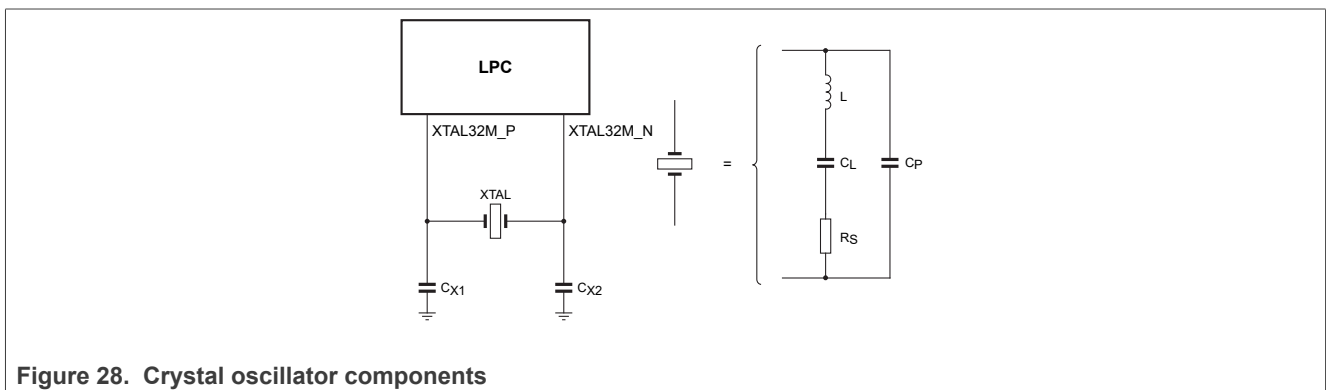 LPC
XTAL32M_P
XTAL32M_N
XTAL
CX1
CX2
=
L
CL
CP
RS
Figure 28. Crystal oscillator components